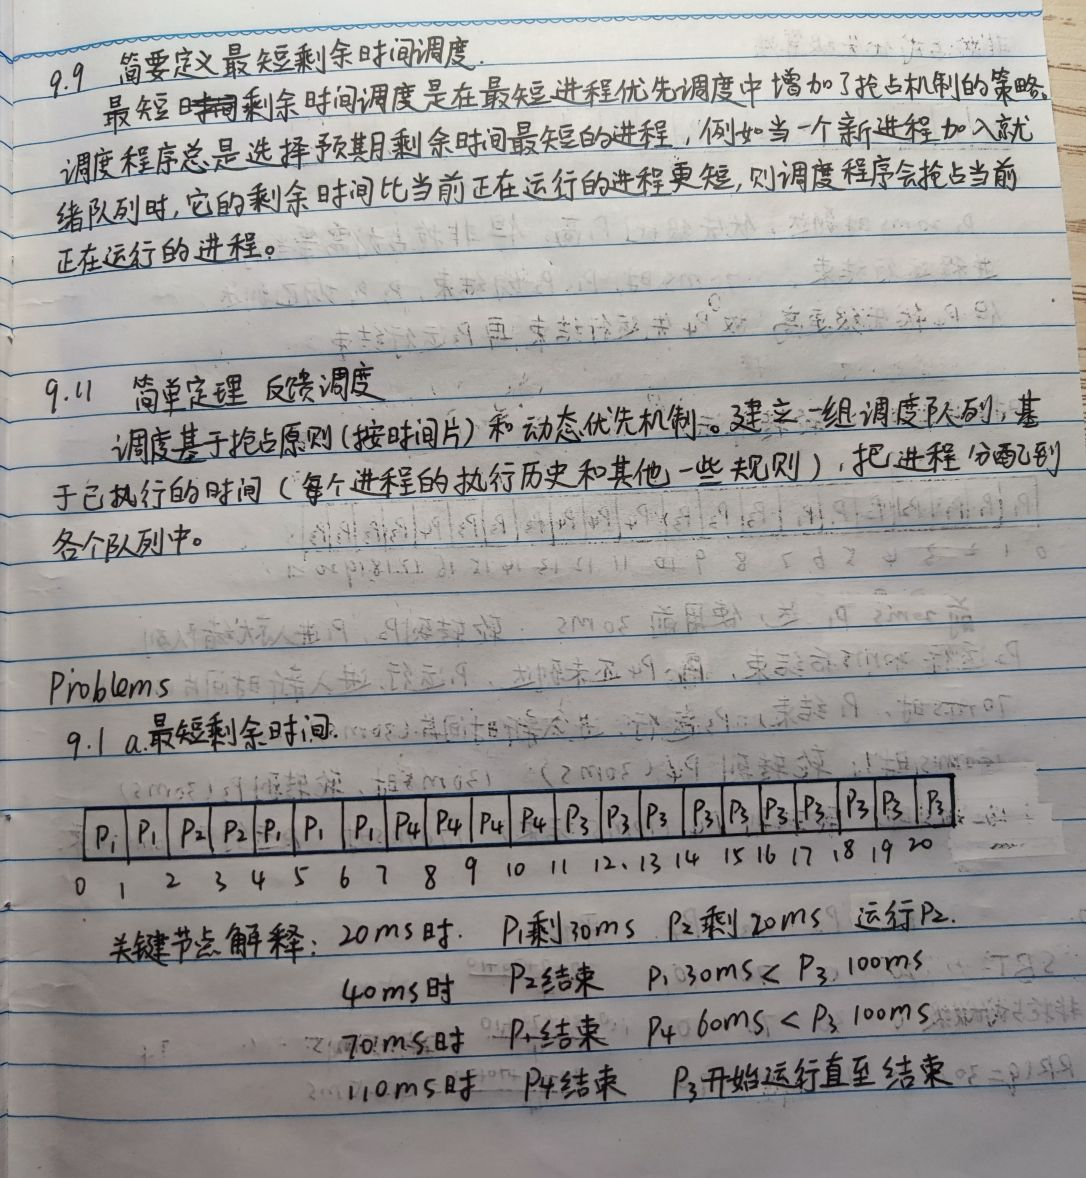 9.9 简要定义最短剩余时间调度.
最短剩余时间调度是在最短进程优先调度中增加了抢占机制的策略。
调度程序总是选择预期剩余时间最短的进程,例如当一个新进程加入就
绪队列时,它的剩余时间比当前正在运行的进程更短,则调度程序会抢占当前
正在运行的进程。
9.11 简单定理 反馈调度
调度基于抢占原则(按时间片)和动态优先机制。建立一组调度队列,基
于已执行的时间(每个进程的执行历史和其他一些规则),把进程分配到
各个队列中。
Problems
9.1 a.最短剩余时间.
P1 P1 P2 P2 P1 P1 P1 P4 P4 P4 P4 P3 P3 P3 P3 P3 P3 P3 P3 P3 P3
0 1 2 3 4 5 6 7 8 9 10 11 12 13 14 15 16 17 18 19 20
关键节点解释: 20ms时. P1剩30ms P2剩20ms 运行P2.
40ms时 P2结束 P1 30ms < P3 100ms
70ms时 P1结束 P4 60ms < P3 100ms
110ms时 P4结束 P3开始运行直至结束